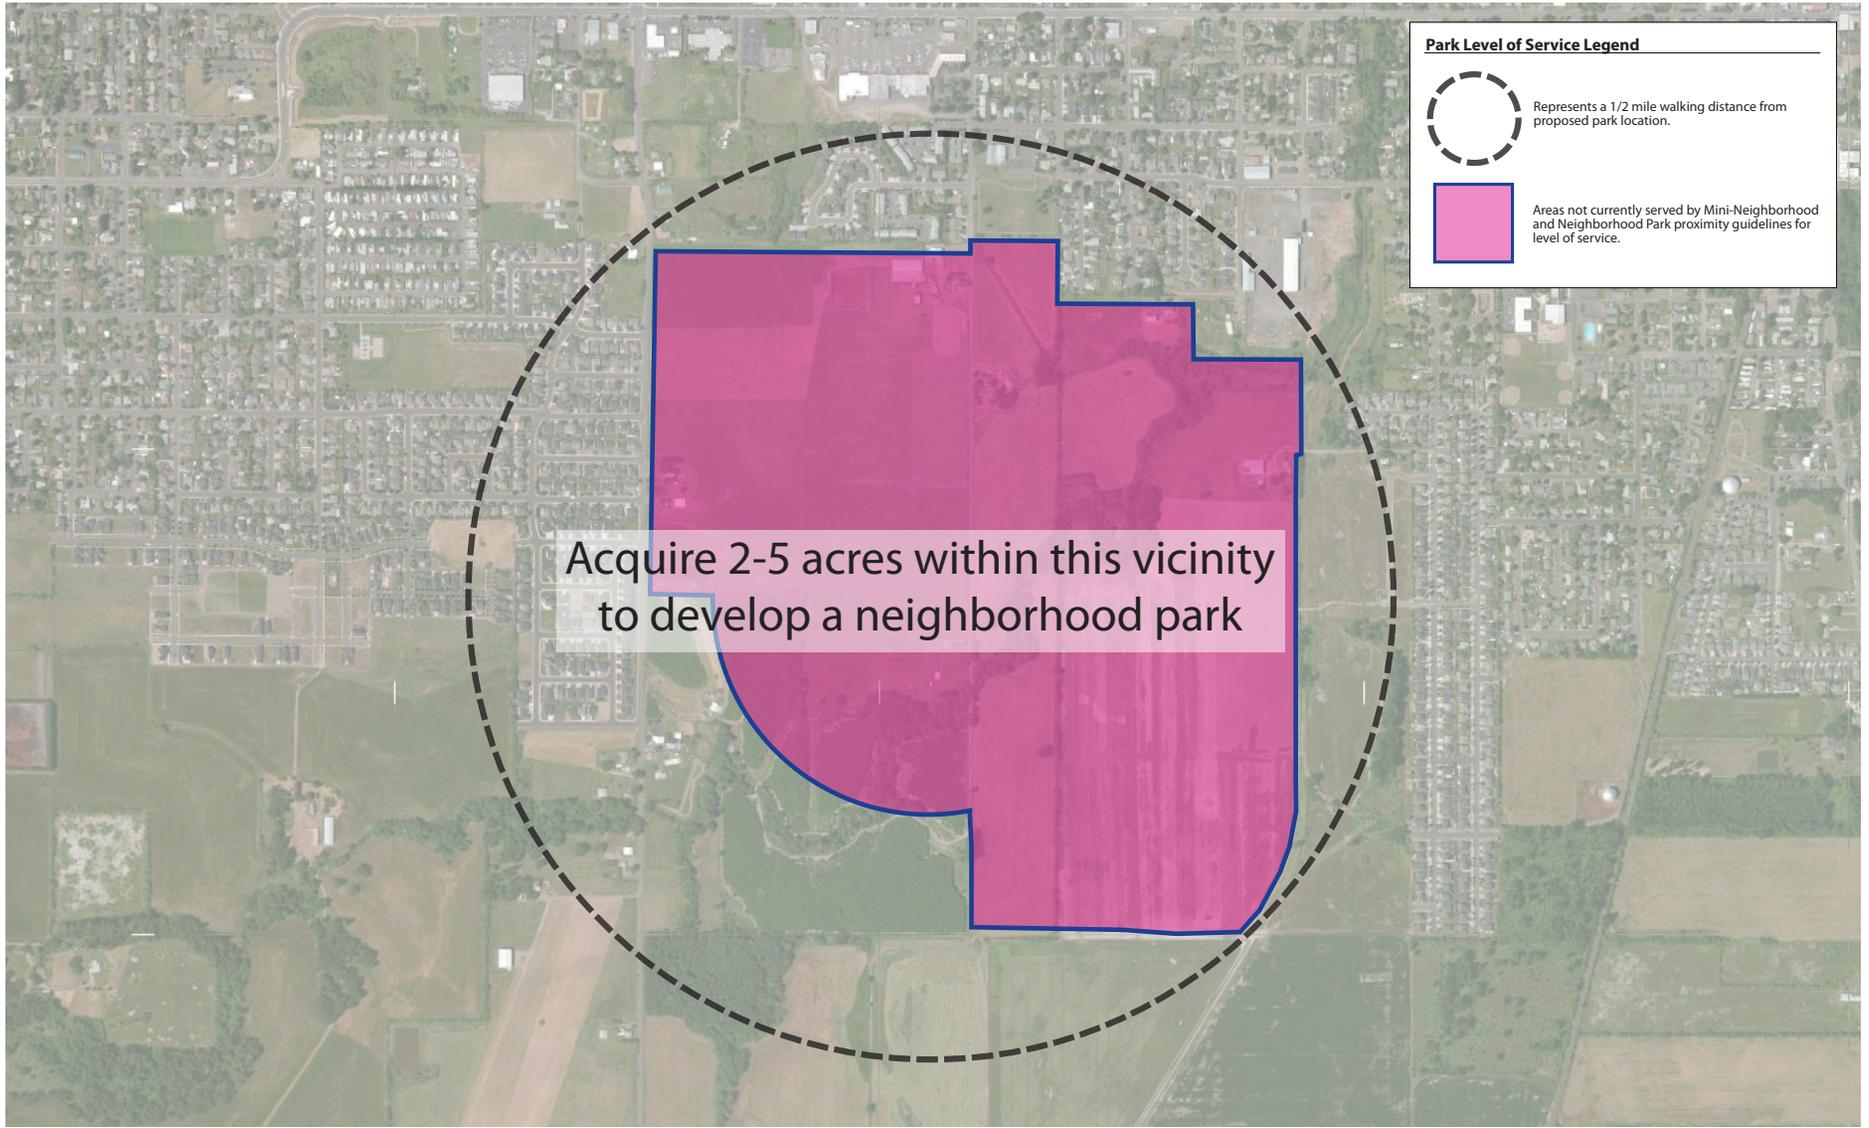 Park Level of Service Legend
Represents a 1/2 mile walking distance from
proposed park location.
Areas not currently served by Mini-Neighborhood
and Neighborhood Park proximity guidelines for
level of service.
Acquire 2-5 acres within this vicinity
to develop a neighborhood park